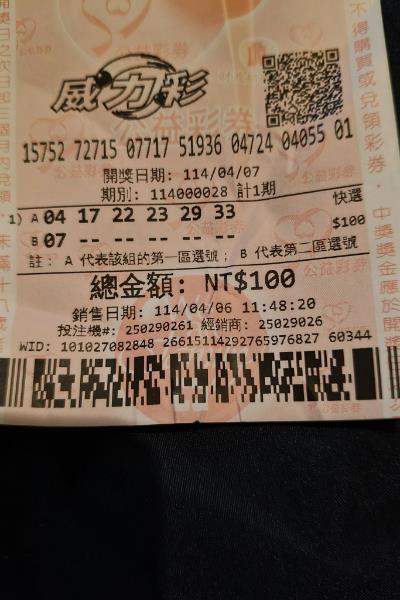 威力彩
15752 72715 07717 51936 04724 04055 01
開獎日期: 114/04/07
期別: 114000028 計1期
快選
1) A 04 17 22 23 29 33 $100
B 07 -- -- -- -- --
註: A 代表該組的第一區選號; B 代表第二區選號
總金額: NT$100
銷售日期: 114/04/06 11:48:20
投注機#: 250290261 經銷商: 25029026
WID: 101027082848 26615114292765976827 60344
不得購買或兌領彩券
公益彩券